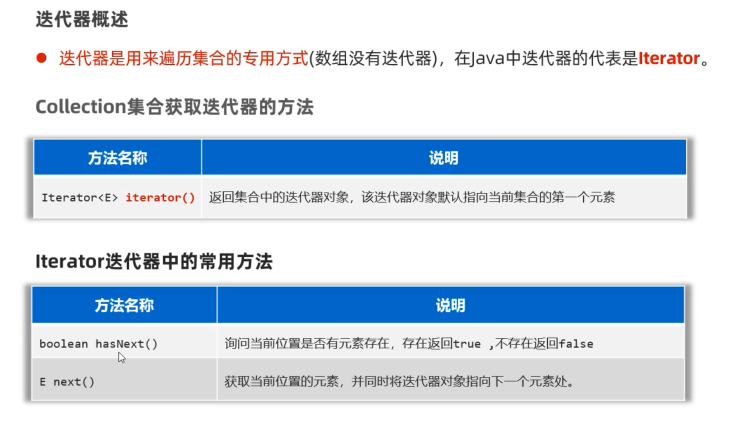 迭代器概述
● 迭代器是用来遍历集合的专用方式(数组没有迭代器)，在Java中迭代器的代表是Iterator。
Collection集合获取迭代器的方法
方法名称 说明
Iterator<E> iterator() 返回集合中的迭代器对象，该迭代器对象默认指向当前集合的第一个元素
Iterator迭代器中的常用方法
方法名称 说明
boolean hasNext() 询问当前位置是否有元素存在，存在返回true ,不存在返回false
E next() 获取当前位置的元素，并同时将迭代器对象指向下一个元素处。